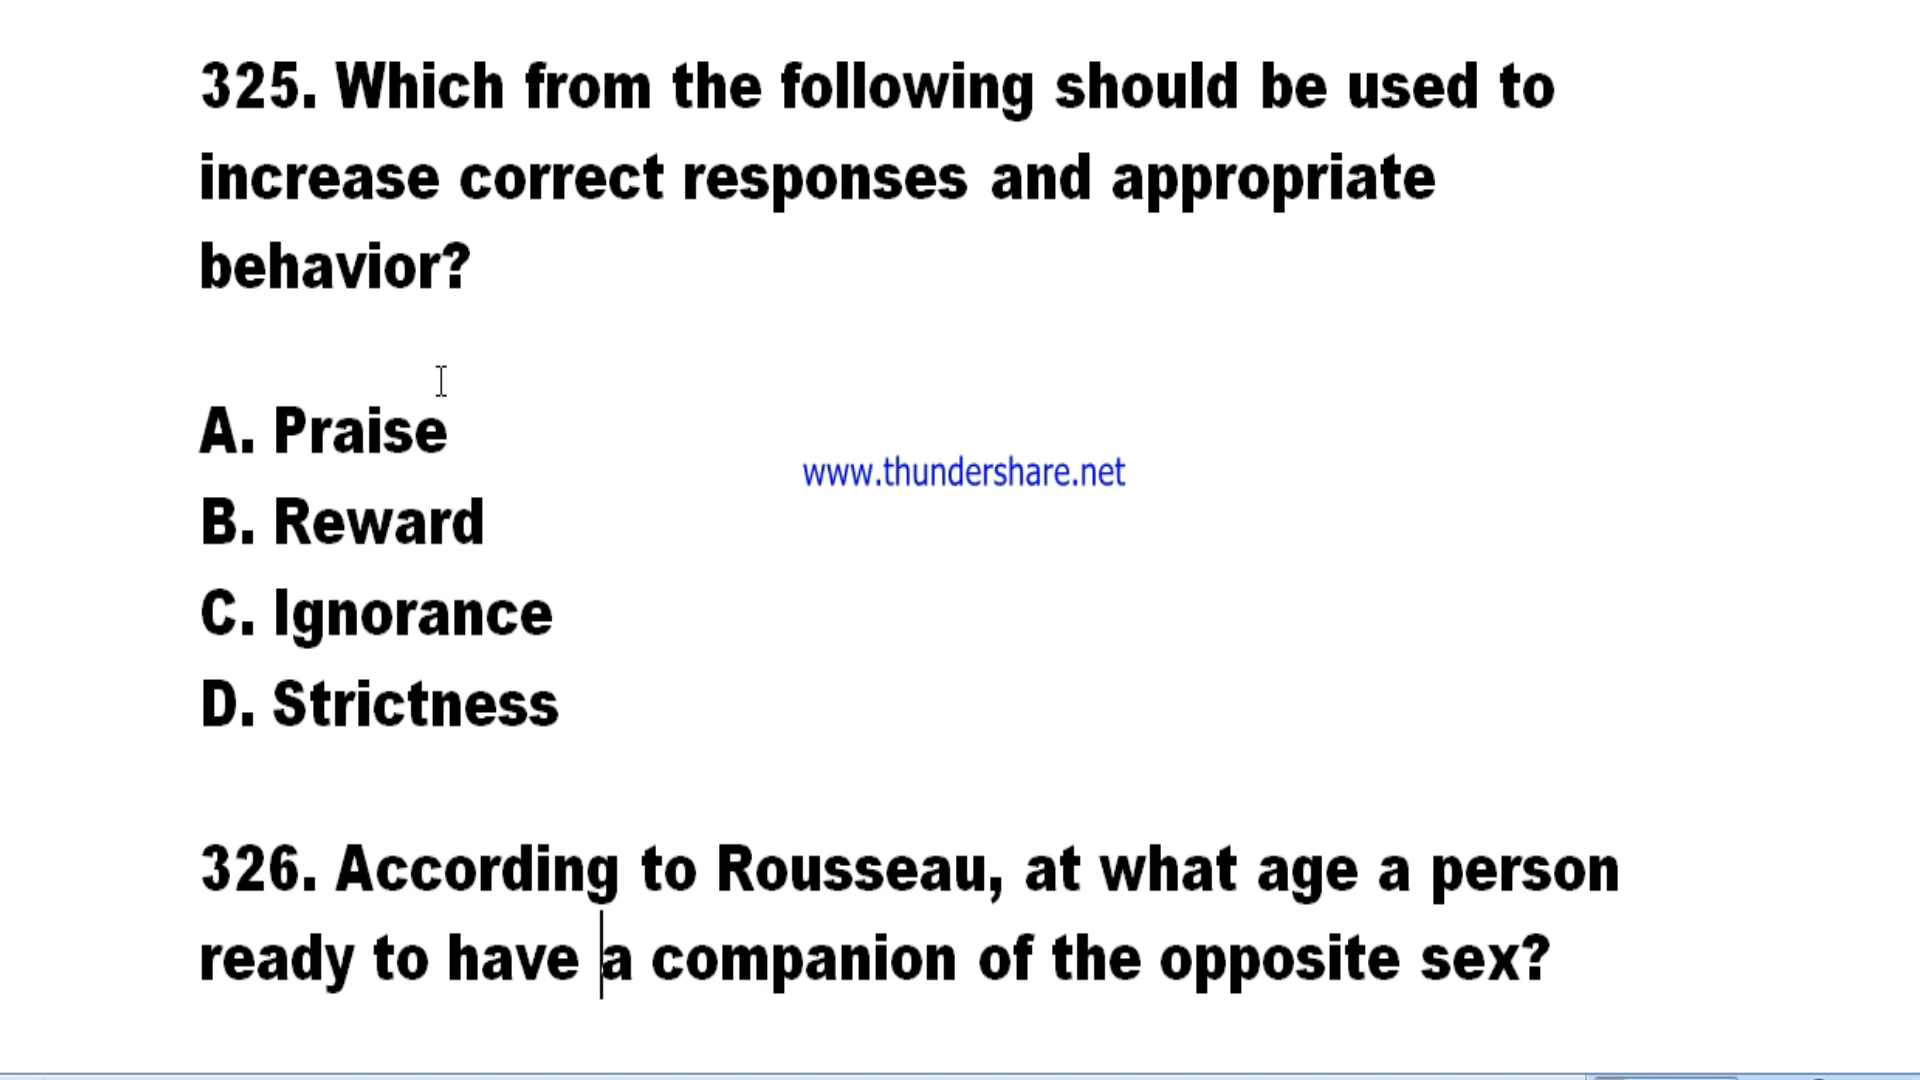 325. Which from the following should be used to
increase correct responses and appropriate
behavior?
A. Praise
www.thundershare.net
B. Reward
C. Ignorance
D. Strictness
326. According to Rousseau, at what age a person
ready to have a companion of the opposite sex?